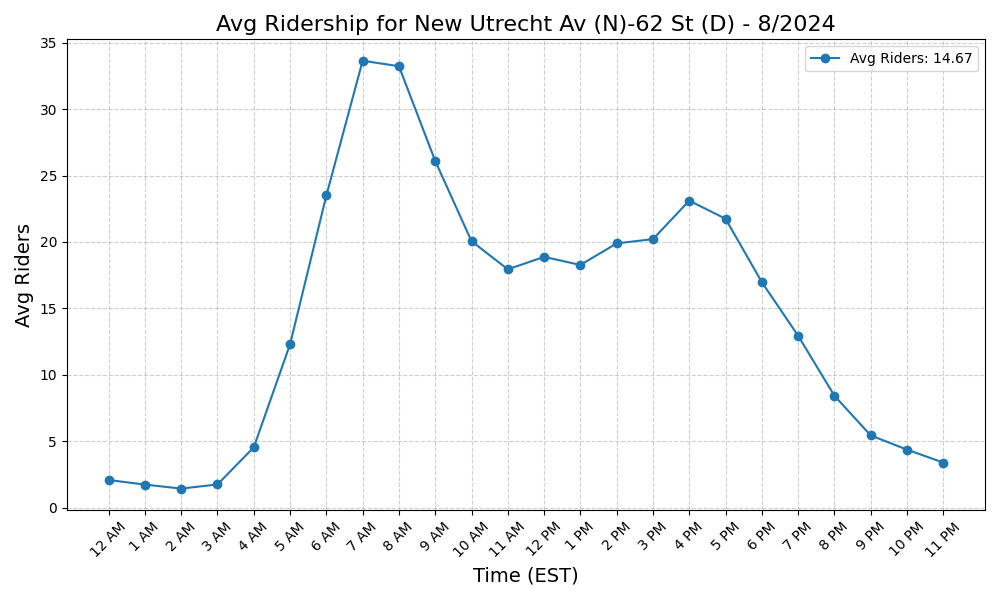 Avg Ridership for New Utrecht Av (N)-62 St (D) - 8/2024
Avg Riders: 14.67
Avg Riders
35
30
25
20
15
10
5
0
12 AM
1 AM
2 AM
3 AM
4 AM
5 AM
6 AM
7 AM
8 AM
9 AM
10 AM
11 AM
12 PM
1 PM
2 PM
3 PM
4 PM
5 PM
6 PM
7 PM
8 PM
9 PM
10 PM
11 PM
Time (EST)